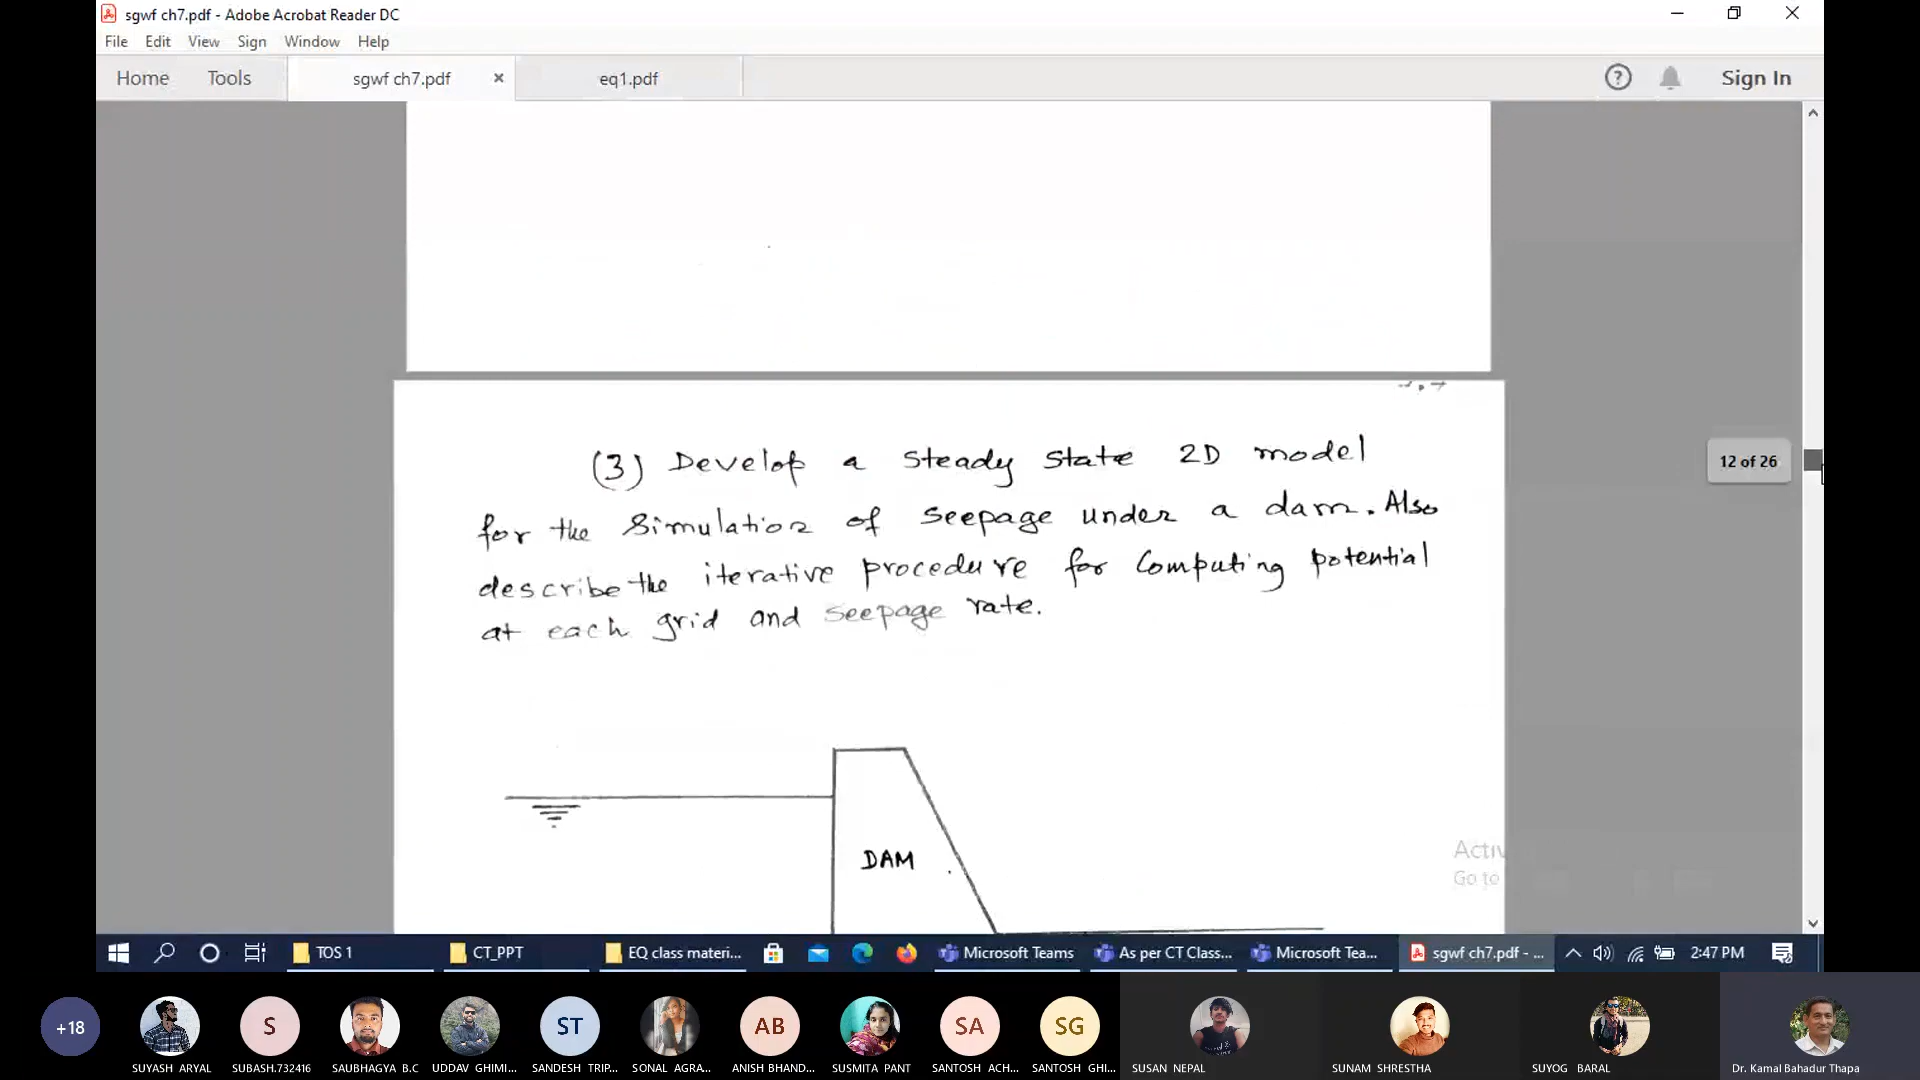 sgwf ch7.pdf - Adobe Acrobat Reader DC
File Edit View Sign Window Help
Home Tools sgwf ch7.pdf × eq1.pdf ? Sign In
(3) Develop a steady state 2D model
for the simulation of seepage under a dam. Also
describe the iterative procedure for computing potential
at each grid and seepage rate.
12 of 26
DAM
Activ
Go to
TOS 1 CT_PPT EQ class materi... Microsoft Teams As per CT Class... Microsoft Tea... sgwf ch7.pdf - ... 2:47 PM
+18 S ST AB SA SG
SUYASH ARYAL SUBASH.732416 SAUBHAGYA B.C UDDAV GHIMI... SANDESH TRIP... SONAL AGRA... ANISH BHAND... SUSMITA PANT SANTOSH ACH... SANTOSH GHI... SUSAN NEPAL SUNAM SHRESTHA SUYOG BARAL Dr. Kamal Bahadur Thapa